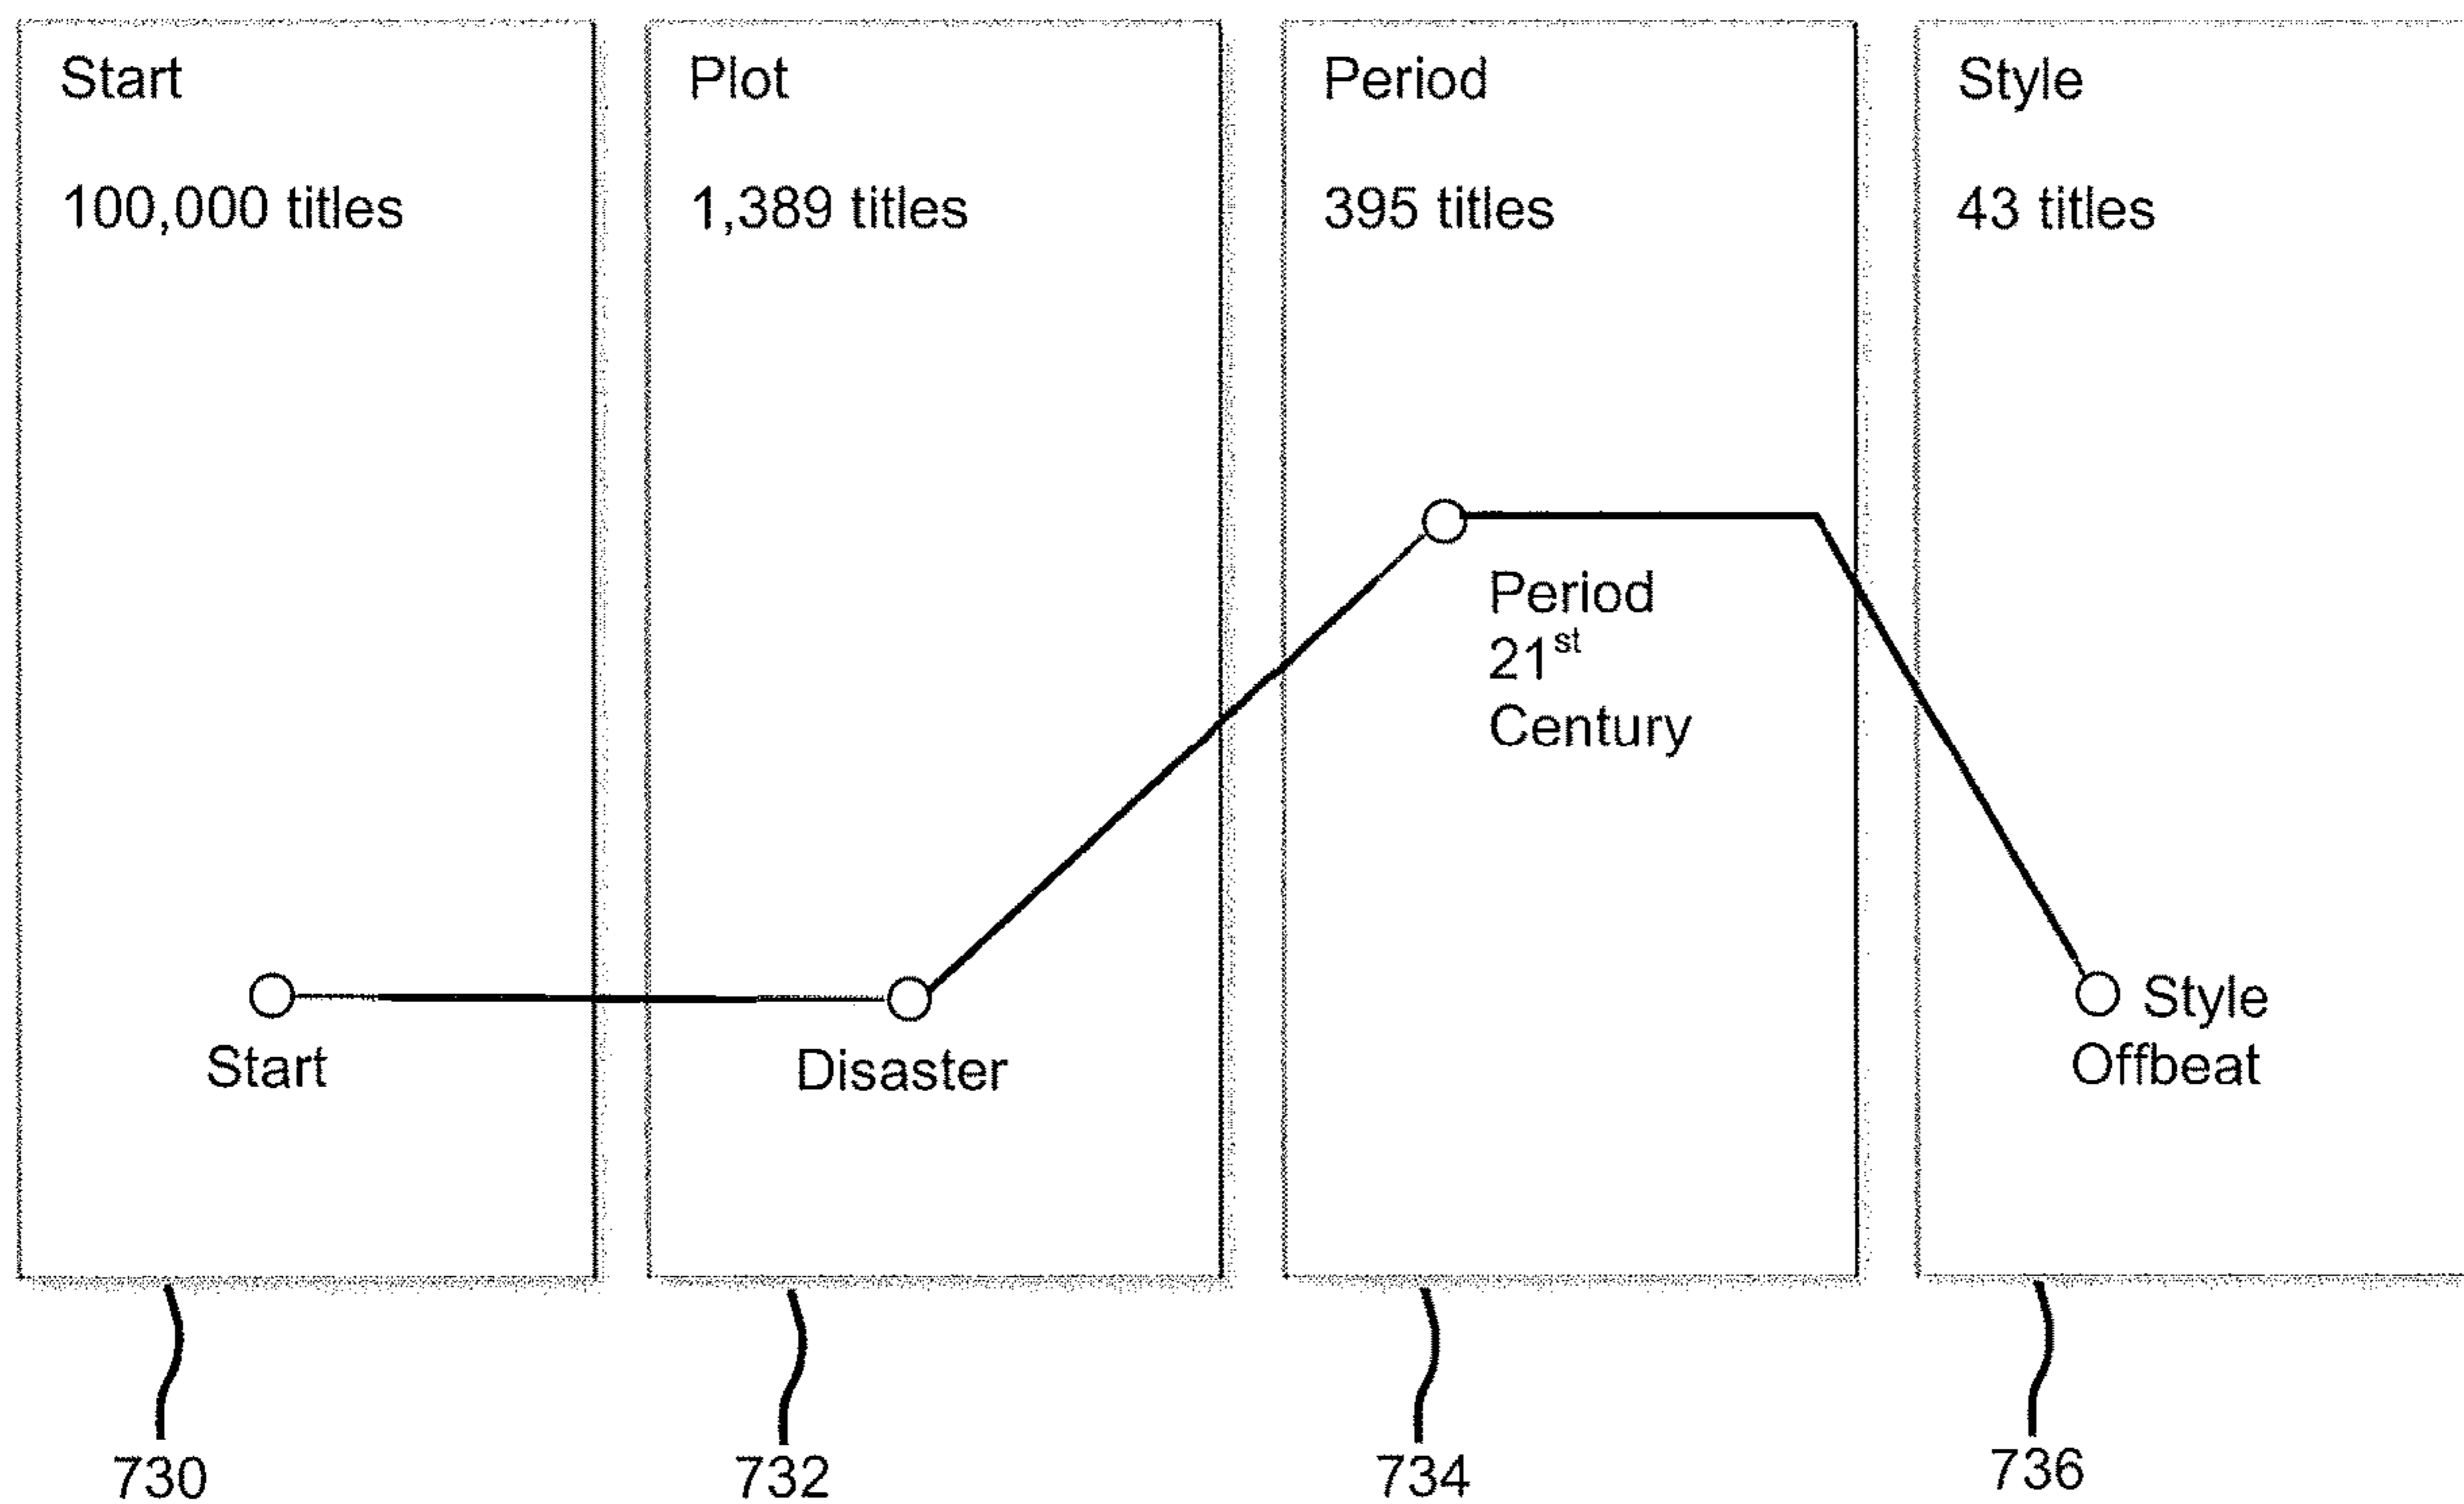 Start
100,000 titles
Start
730
Plot
1,389 titles
Disaster
732
Period
395 titles
Period
21st
Century
734
Style
43 titles
Style
Offbeat
736